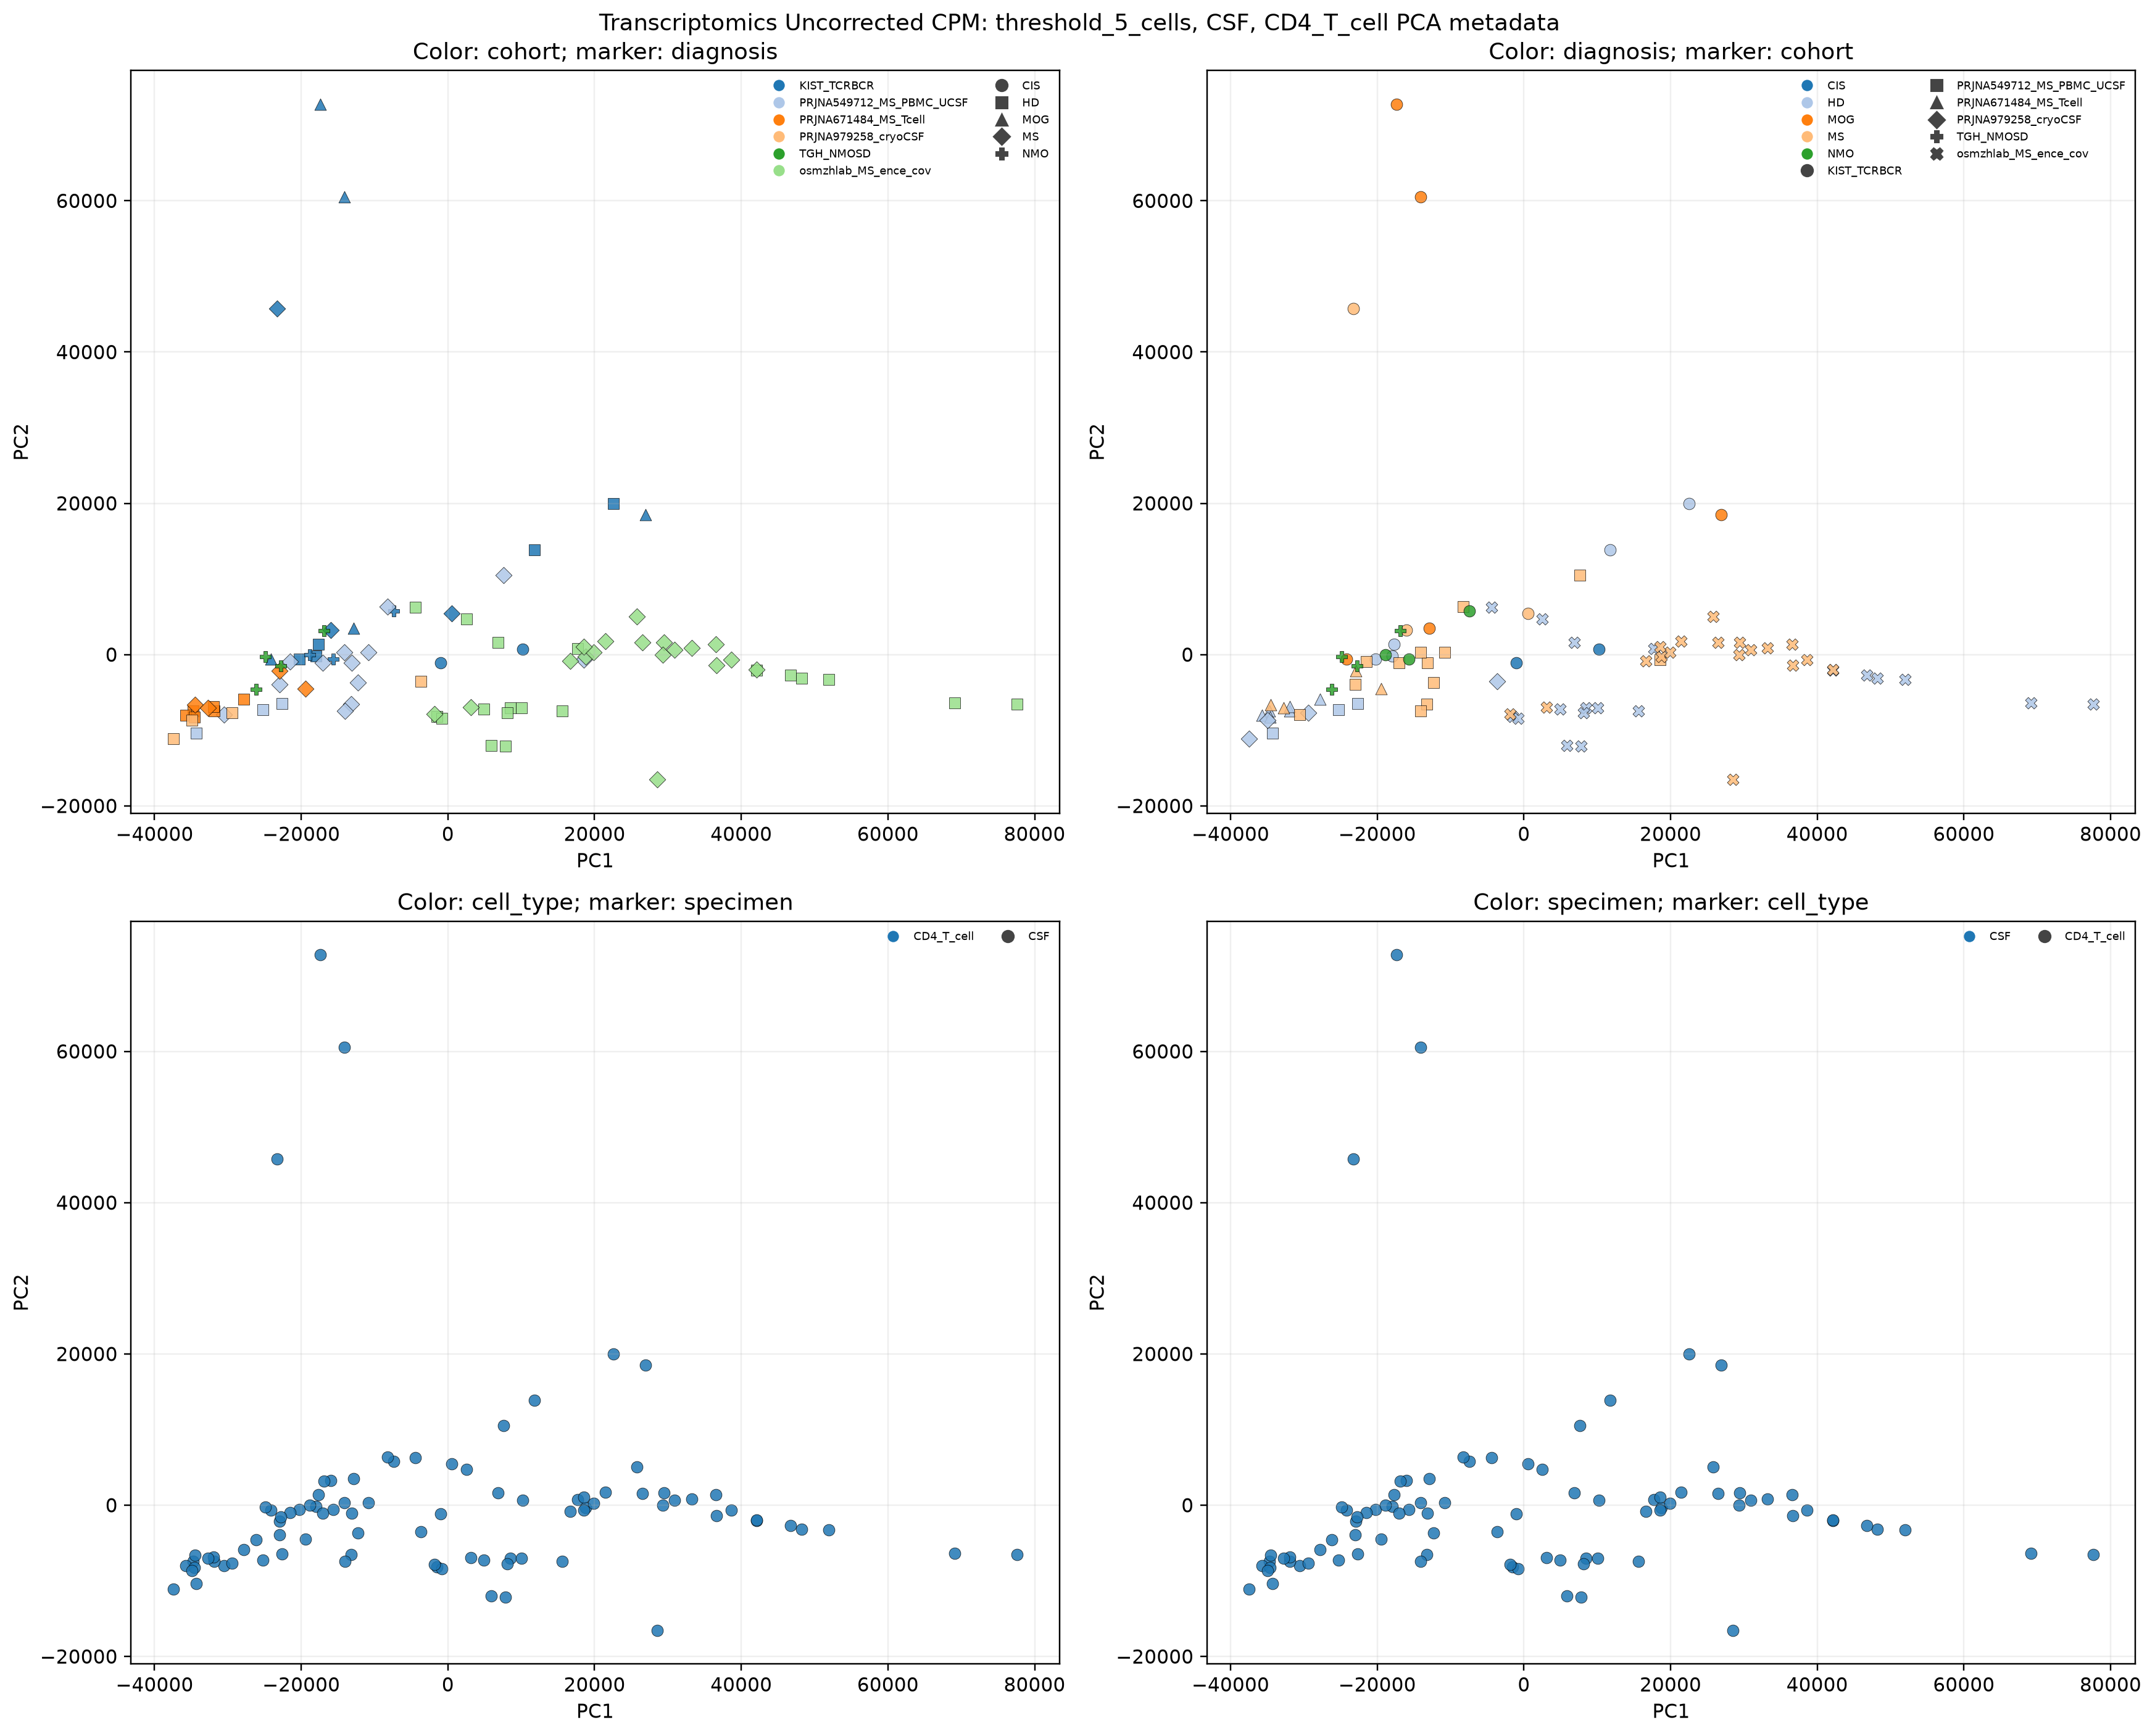 Transcriptomics Uncorrected CPM: threshold_5_cells, CSF, CD4_T_cell PCA metadata
Color: cohort; marker: diagnosis
KIST_TCRBCR
PRJNA549712_MS_PBMC_UCSF
PRJNA671484_MS_Tcell
PRJNA979258_cryoCSF
TGH_NMOSD
osmzhlab_MS_ence_cov
CIS
HD
MOG
MS
NMO
PC2
60000
40000
20000
0
−20000
−40000
−20000
0
20000
40000
60000
80000
PC1
Color: diagnosis; marker: cohort
CIS
HD
MOG
MS
NMO
KIST_TCRBCR
PRJNA549712_MS_PBMC_UCSF
PRJNA671484_MS_Tcell
PRJNA979258_cryoCSF
TGH_NMOSD
osmzhlab_MS_ence_cov
PC2
60000
40000
20000
0
−20000
−40000
−20000
0
20000
40000
60000
80000
PC1
Color: cell_type; marker: specimen
CD4_T_cell
CSF
PC2
60000
40000
20000
0
−20000
−40000
−20000
0
20000
40000
60000
80000
PC1
Color: specimen; marker: cell_type
CSF
CD4_T_cell
PC2
60000
40000
20000
0
−20000
−40000
−20000
0
20000
40000
60000
80000
PC1